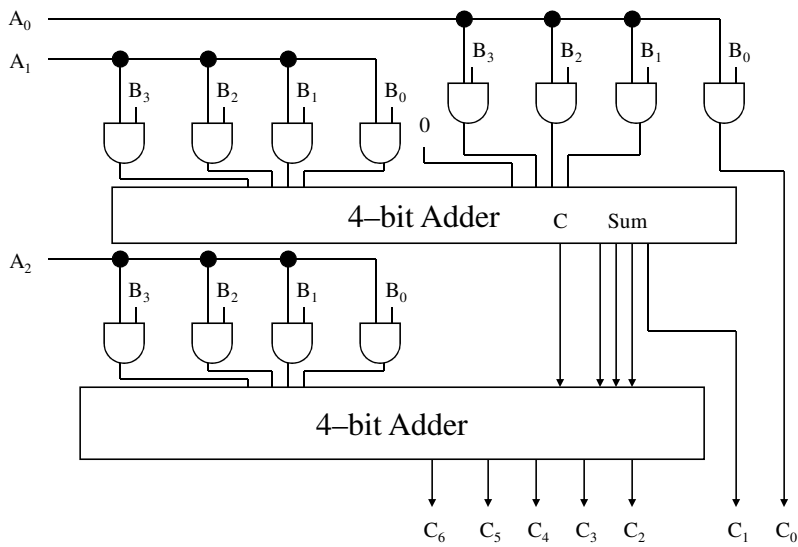 A₀
A₁
B₃ B₂ B₁ B₀
B₃ B₂ B₁ B₀
0
4–bit Adder C Sum
A₂
B₃ B₂ B₁ B₀
4–bit Adder
C₆ C₅ C₄ C₃ C₂ C₁ C₀